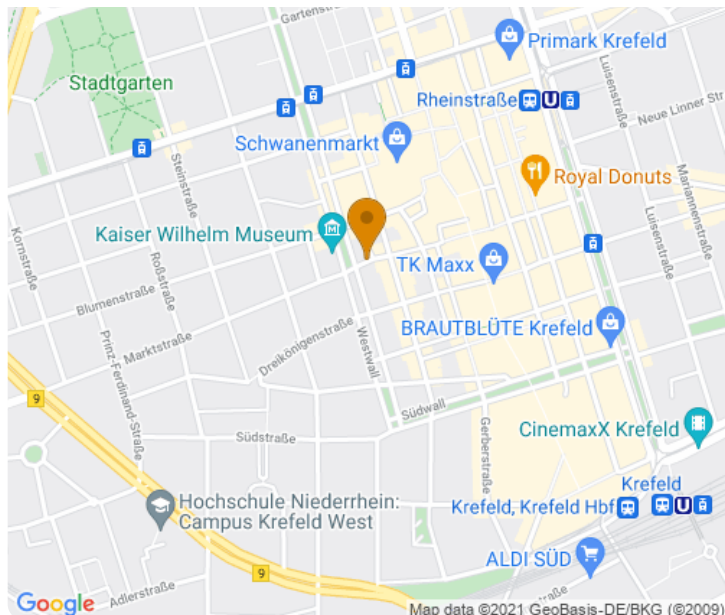 Gartenstraße
Primark Krefeld
Luisenstraße
Stadtgarten
Rheinstraße
U
Neue Linner Str
Schwanenmarkt
Steinstraße
Royal Donuts
Mariannenstraße
Kornstraße
Kaiser Wilhelm Museum
M
Luisenstraße
Roßstraße
TK Maxx
Blumenstraße
BRAUTBLÜTE Krefeld
Marktstraße
Dreikönigenstraße
Westwall
Prinz-Ferdinand-Straße
9
Südwall
CinemaxX Krefeld
Südstraße
Gerberstraße
Krefeld
Hochschule Niederrhein:
Campus Krefeld West
Krefeld, Krefeld Hbf
U
ALDI SÜD
9
Adlerstraße
Google
Map data ©2021 GeoBasis-DE/BKG (©2009)